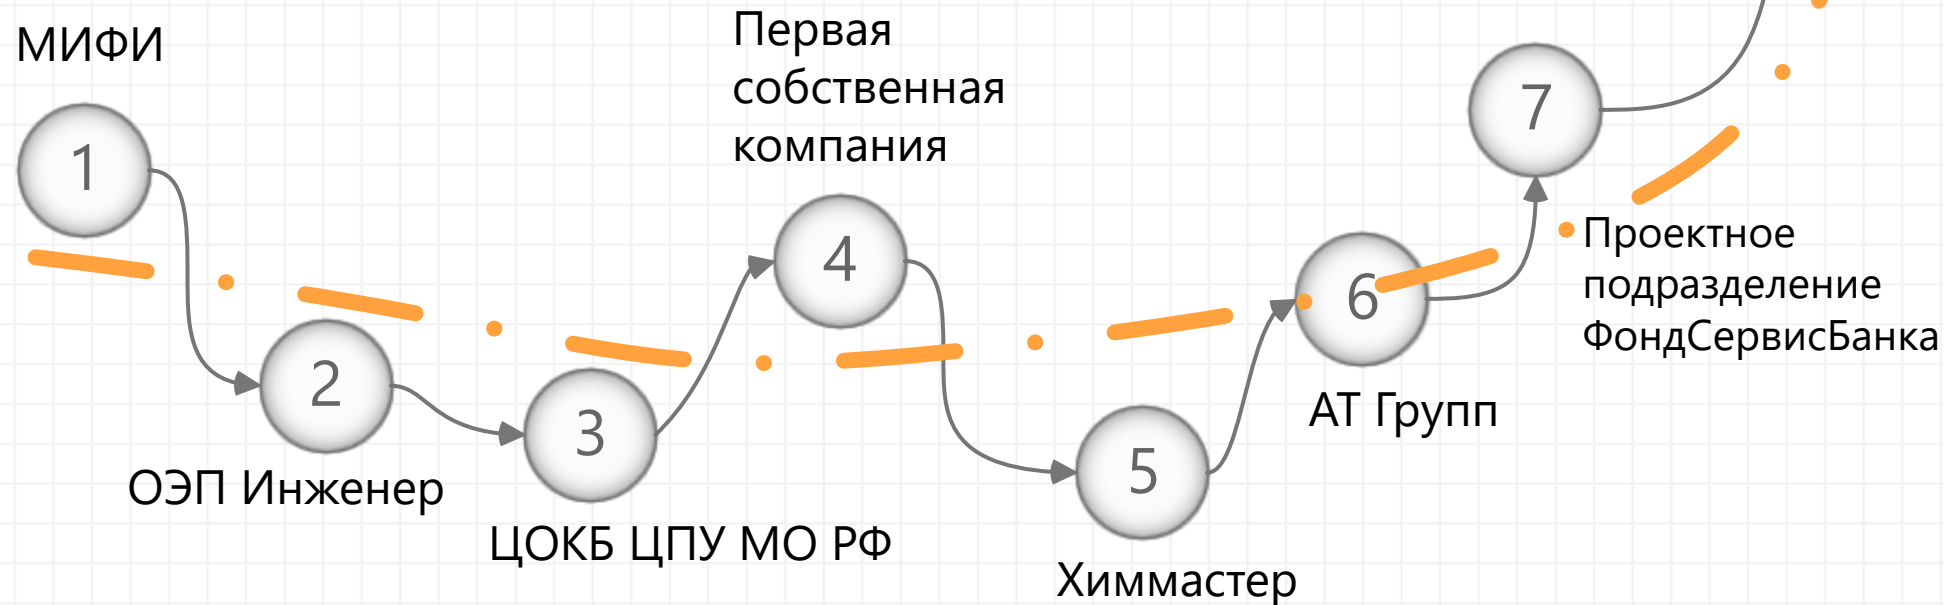 МИФИ
1
ОЭП Инженер
2
ЦОКБ ЦПУ МО РФ
3
Первая
собственная
компания
4
Химмастер
5
АТ Групп
6
7
Проектное
подразделение
ФондСервисБанка